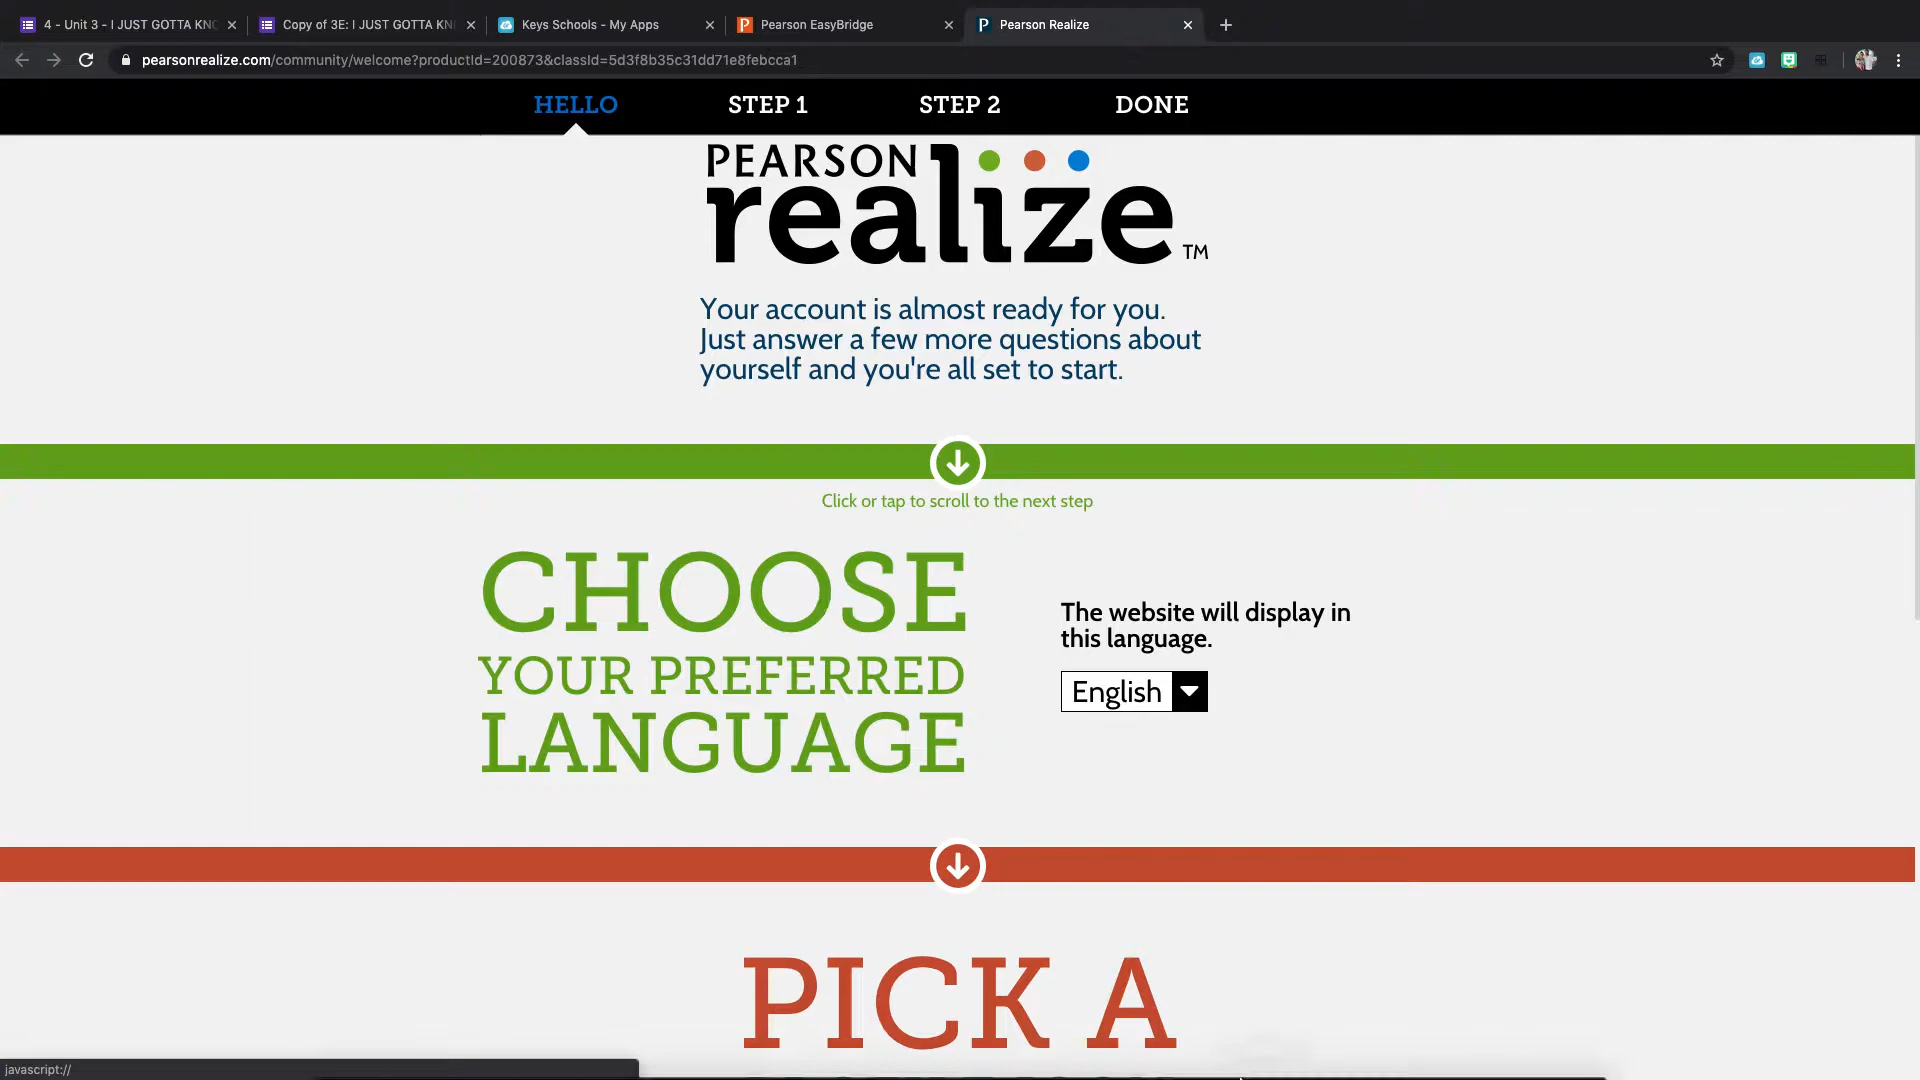 4 - Unit 3 - I JUST GOTTA KN
Copy of 3E: I JUST GOTTA KN
Keys Schools - My Apps
Pearson EasyBridge
Pearson Realize
pearsonrealize.com/community/welcome?productId=200873&classId=5d3f8b35c31dd71e8febcca1
HELLO
STEP 1
STEP 2
DONE
PEARSON
realize TM
Your account is almost ready for you.
Just answer a few more questions about
yourself and you're all set to start.
Click or tap to scroll to the next step
CHOOSE
YOUR PREFERRED
LANGUAGE
The website will display in
this language.
English
PICK A
javascript://